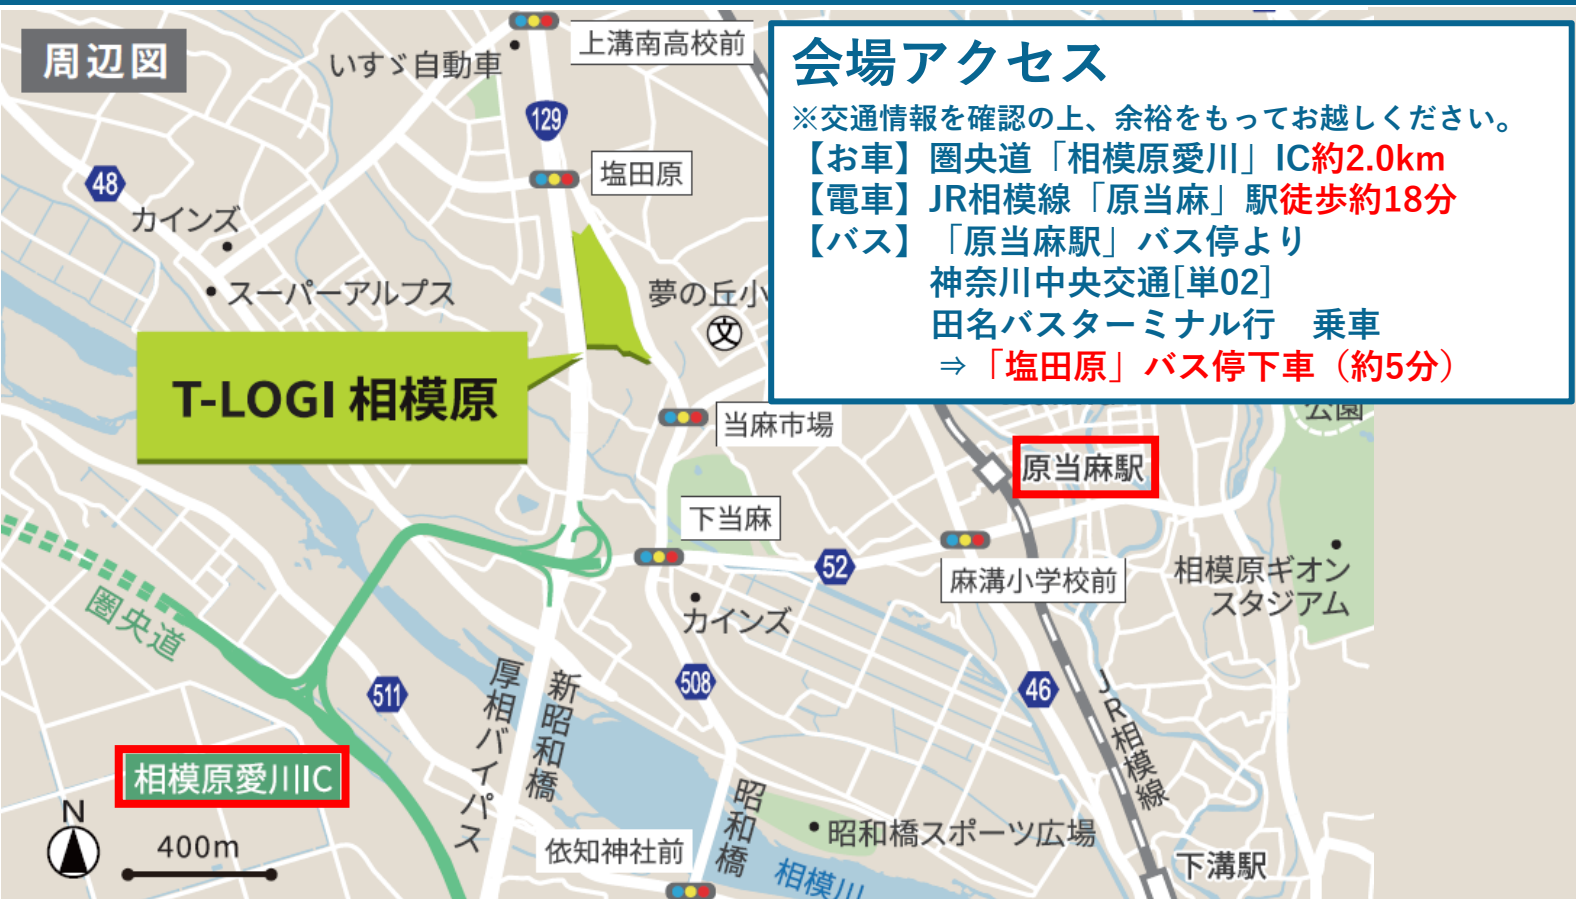 周辺図
いすゞ自動車
上溝南高校前
129
塩田原
48
カインズ
スーパーアルプス
夢の丘小
文
T-LOGI 相模原
会場アクセス
※交通情報を確認の上、余裕をもってお越しください。
【お車】圏央道「相模原愛川」IC約2.0km
【電車】JR相模線「原当麻」駅徒歩約18分
【バス】「原当麻駅」バス停より
神奈川中央交通[単02]
田名バスターミナル行　乗車
⇒「塩田原」バス停下車（約5分）
公園
当麻市場
原当麻駅
下当麻
52
麻溝小学校前
相模原ギオン
スタジアム
圏央道
カインズ
511
508
46
厚相バイパス
新昭和橋
JR相模線
相模原愛川IC
N
400m
昭和橋
昭和橋スポーツ広場
依知神社前
相模川
下溝駅